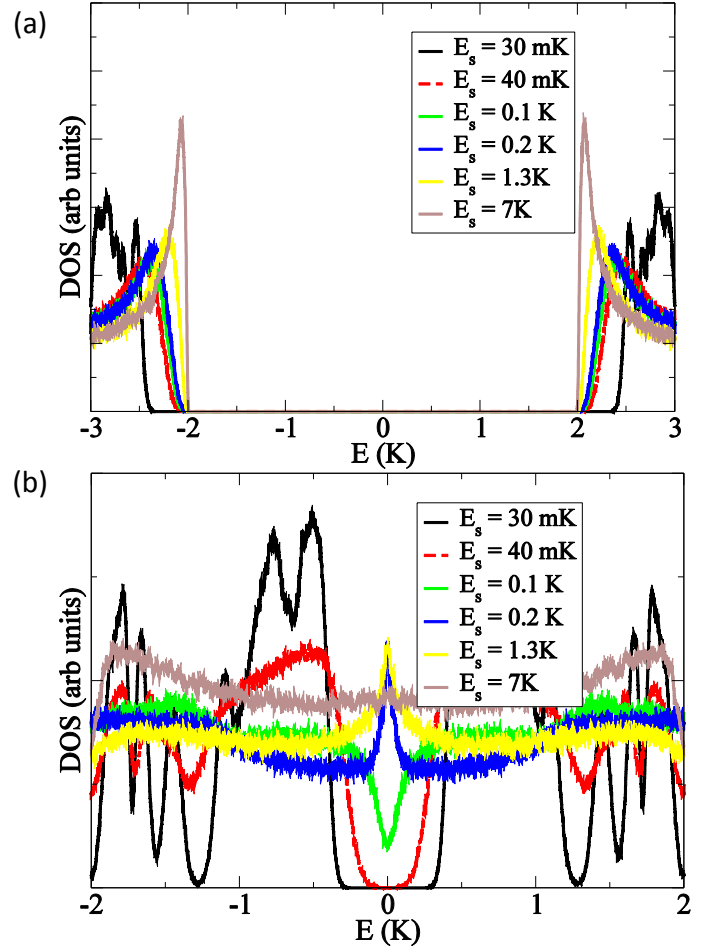 (a)
E_s = 30 mK
E_s = 40 mK
E_s = 0.1 K
E_s = 0.2 K
E_s = 1.3K
E_s = 7K
DOS (arb units)
-3 -2 -1 0 1 2 3
E (K)
(b)
E_s = 30 mK
E_s = 40 mK
E_s = 0.1 K
E_s = 0.2 K
E_s = 1.3K
E_s = 7K
DOS (arb units)
-2 -1 0 1 2
E (K)